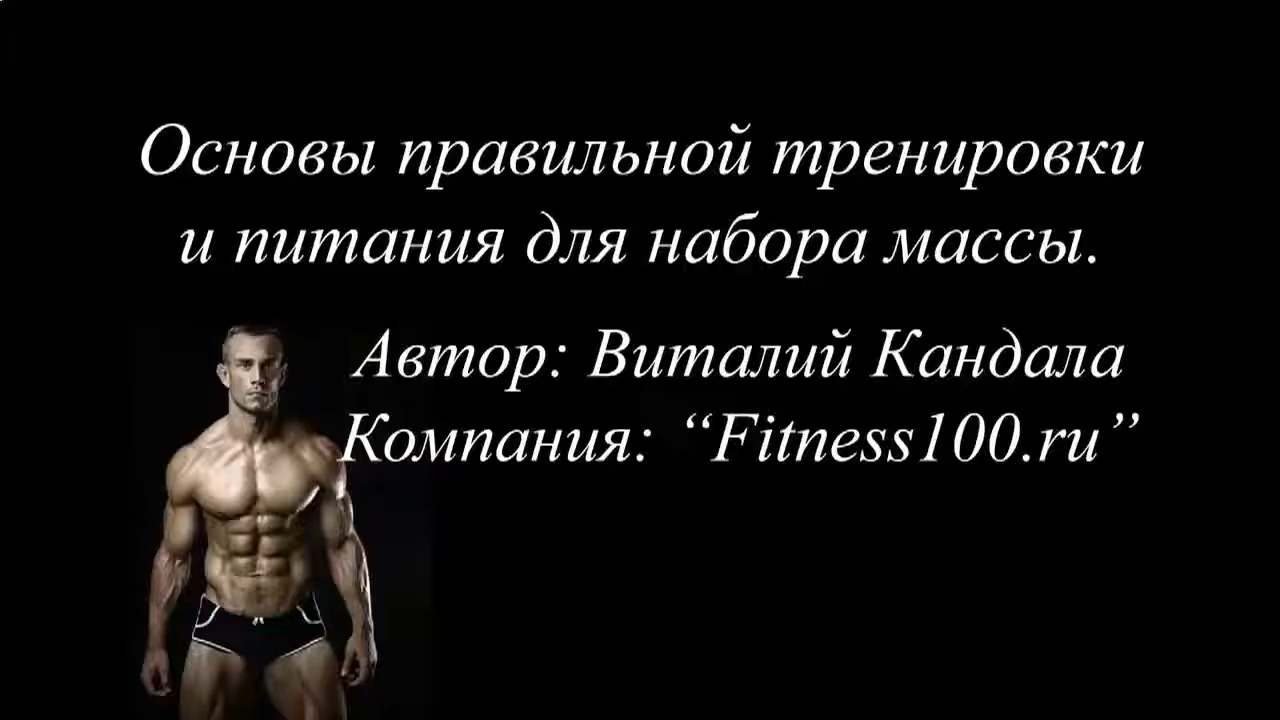 Основы правильной тренировки
и питания для набора массы.
Автор: Виталий Кандала
Компания: “Fitness100.ru”